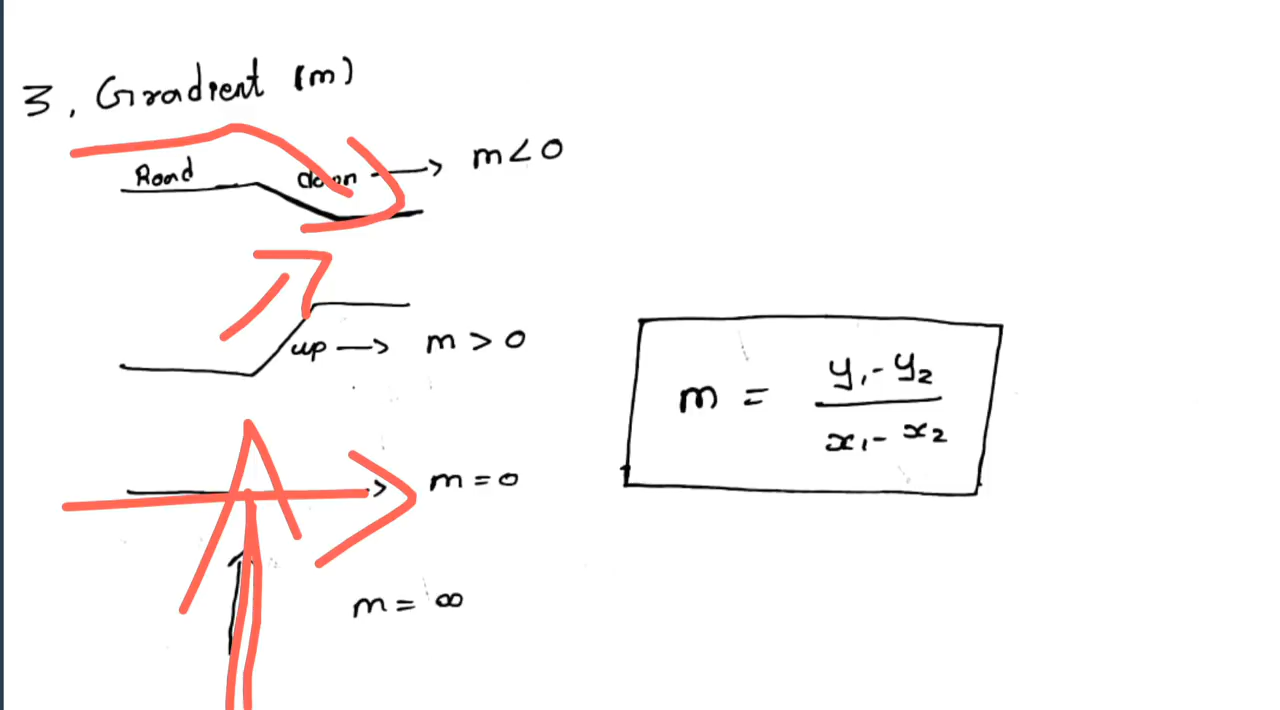 3, Gradient (m)
Road down → m<0
up → m > 0
m = y₁ - y₂ / x₁ - x₂
→ m = 0
m = ∞